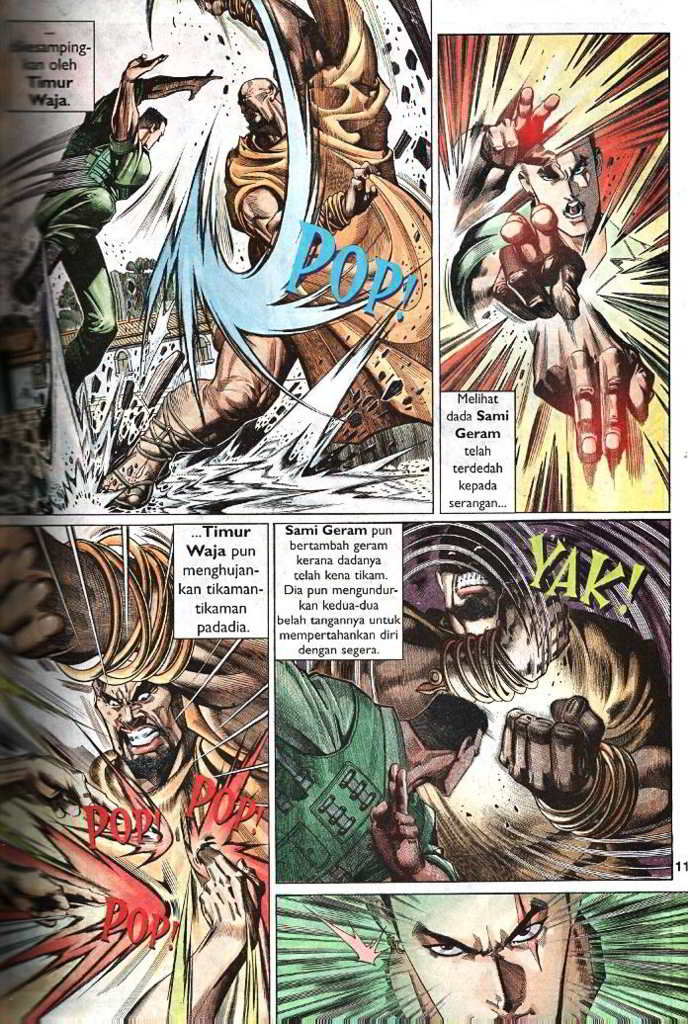 —
dikesamping-
kan oleh
Timur
Waja.
POP!
Melihat
dada Sami
Geram
telah
terdedah
kepada
serangan...
...Timur
Waja pun
menghujan-
kan tikaman-
tikaman
padadia.
POP!
POP!
POP!
Sami Geram pun
bertambah geram
kerana dadanya
telah kena tikam.
Dia pun mengundur-
kan kedua-dua
belah tangannya untuk
mempertahankan diri
dengan segera.
YAK!
11